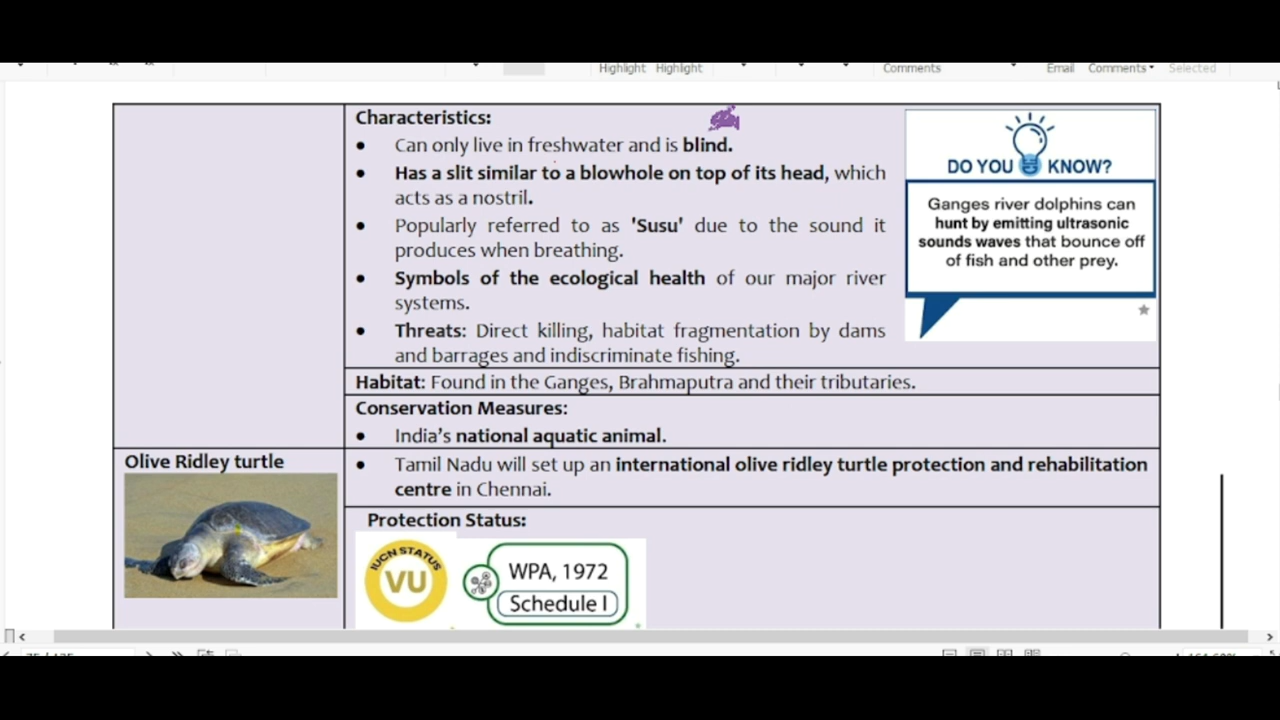 Highlight Highlight Comments Email Comments Selected
Characteristics:
• Can only live in freshwater and is blind.
• Has a slit similar to a blowhole on top of its head, which
acts as a nostril.
• Popularly referred to as 'Susu' due to the sound it
produces when breathing.
• Symbols of the ecological health of our major river
systems.
• Threats: Direct killing, habitat fragmentation by dams
and barrages and indiscriminate fishing.
DO YOU KNOW?
Ganges river dolphins can
hunt by emitting ultrasonic
sounds waves that bounce off
of fish and other prey.
Habitat: Found in the Ganges, Brahmaputra and their tributaries.
Conservation Measures:
• India's national aquatic animal.
Olive Ridley turtle
• Tamil Nadu will set up an international olive ridley turtle protection and rehabilitation
centre in Chennai.
Protection Status:
IUCN STATUS
VU
WPA, 1972
Schedule I